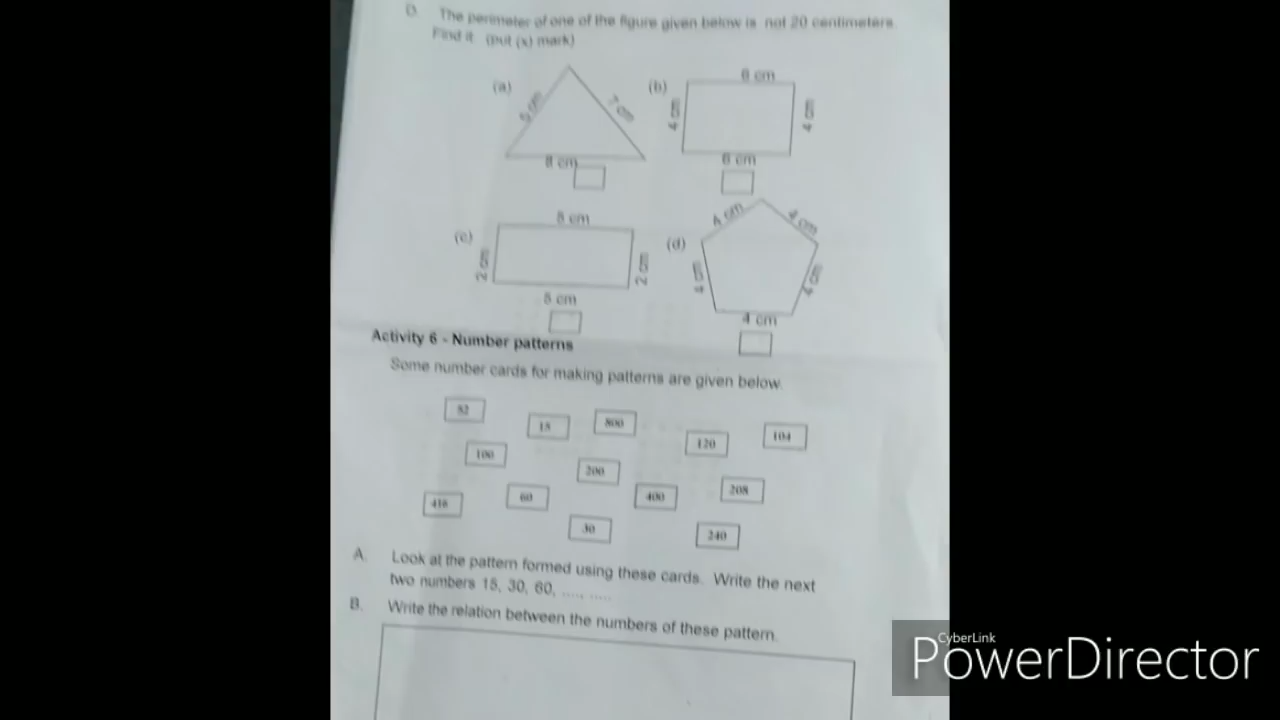 D. The perimeter of one of the figure given below is not 20 centimeters.
Find it (put (x) mark)
(a) 5 cm 7 cm 8 cm
(b) 6 cm 4 cm 4 cm 6 cm
(c) 8 cm 2 cm 2 cm 8 cm
(d) 4 cm 4 cm 4 cm 4 cm 4 cm
Activity 6 - Number patterns
Some number cards for making patterns are given below.
52 15 800 120 104
100 200
416 60 400 208
30 240
A. Look at the pattern formed using these cards. Write the next
two numbers 15, 30, 60, ...., .....
B. Write the relation between the numbers of these pattern.
CyberLink
PowerDirector